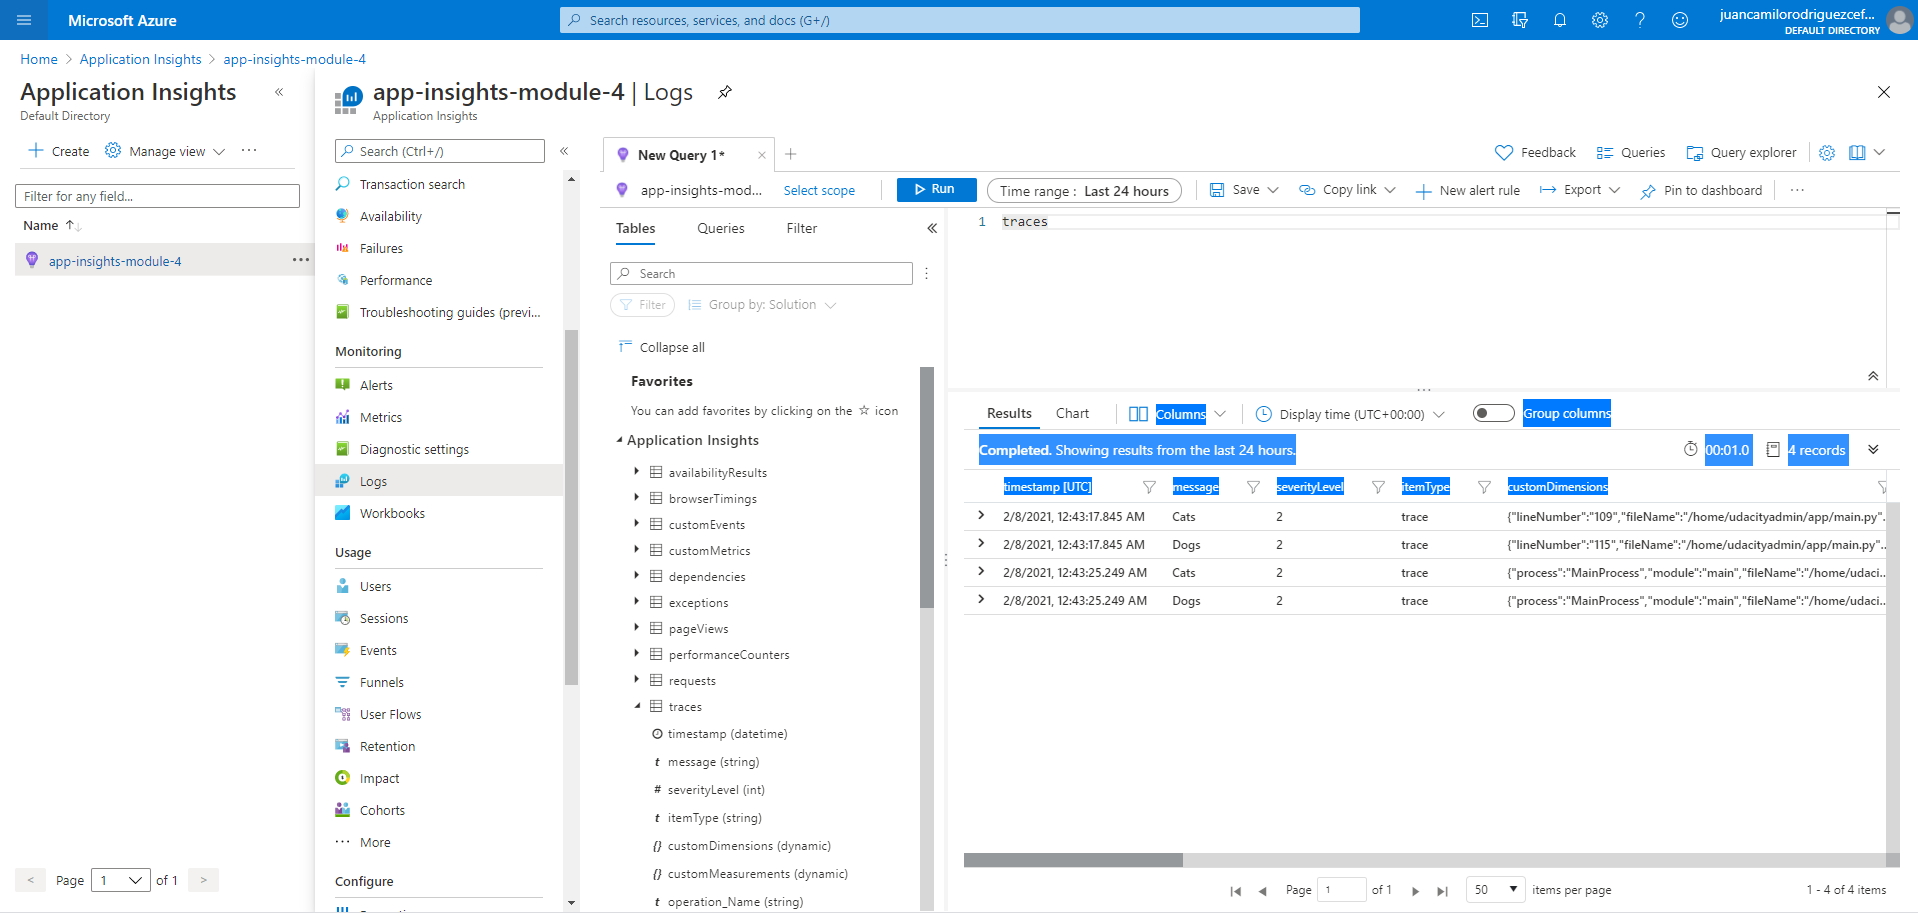 Microsoft Azure
Search resources, services, and docs (G+/)
juancamilorodriguezcef...
DEFAULT DIRECTORY
Home > Application Insights > app-insights-module-4
Application Insights
Default Directory
Create
Manage view
Filter for any field...
Name
app-insights-module-4
Page 1 of 1
app-insights-module-4 | Logs
Application Insights
Search (Ctrl+/)
Transaction search
Availability
Failures
Performance
Troubleshooting guides (previ...
Monitoring
Alerts
Metrics
Diagnostic settings
Logs
Workbooks
Usage
Users
Sessions
Events
Funnels
User Flows
Retention
Impact
Cohorts
More
Configure
New Query 1*
Feedback
Queries
Query explorer
app-insights-mod...
Select scope
Run
Time range : Last 24 hours
Save
Copy link
New alert rule
Export
Pin to dashboard
Tables
Queries
Filter
Search
Filter
Group by: Solution
Collapse all
Favorites
You can add favorites by clicking on the ☆ icon
Application Insights
availabilityResults
browserTimings
customEvents
customMetrics
dependencies
exceptions
pageViews
performanceCounters
requests
traces
timestamp (datetime)
t message (string)
# severityLevel (int)
t itemType (string)
{} customDimensions (dynamic)
{} customMeasurements (dynamic)
t operation_Name (string)
1 traces
Results
Chart
Columns
Display time (UTC+00:00)
Group columns
Completed. Showing results from the last 24 hours.
00:01.0
4 records
timestamp [UTC] message severityLevel itemType customDimensions
2/8/2021, 12:43:17.845 AM Cats 2 trace {"lineNumber":"109","fileName":"/home/udacityadmin/app/main.py"...
2/8/2021, 12:43:17.845 AM Dogs 2 trace {"lineNumber":"115","fileName":"/home/udacityadmin/app/main.py"...
2/8/2021, 12:43:25.249 AM Cats 2 trace {"process":"MainProcess","module":"main","fileName":"/home/udaci...
2/8/2021, 12:43:25.249 AM Dogs 2 trace {"process":"MainProcess","module":"main","fileName":"/home/udaci...
Page 1 of 1
50 items per page
1 - 4 of 4 items